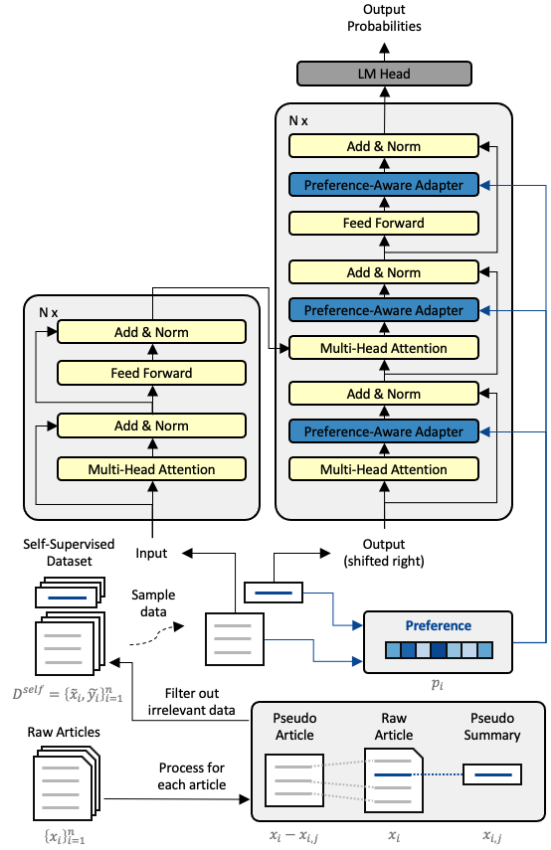 Output
Probabilities
LM Head
N x
Add & Norm
Preference-Aware Adapter
Feed Forward
Add & Norm
Preference-Aware Adapter
Multi-Head Attention
Add & Norm
Preference-Aware Adapter
Multi-Head Attention
N x
Add & Norm
Feed Forward
Add & Norm
Multi-Head Attention
Self-Supervised
Dataset
Input
Output
(shifted right)
Sample
data
Preference
p_i
D^{self} = {x̃_i, ỹ_i}_{i=1}^n
Filter out
irrelevant data
Raw Articles
Process for
each article
{x_i}_{i=1}^n
Pseudo
Article
Raw
Article
Pseudo
Summary
x_i − x_{i,j}
x_i
x_{i,j}